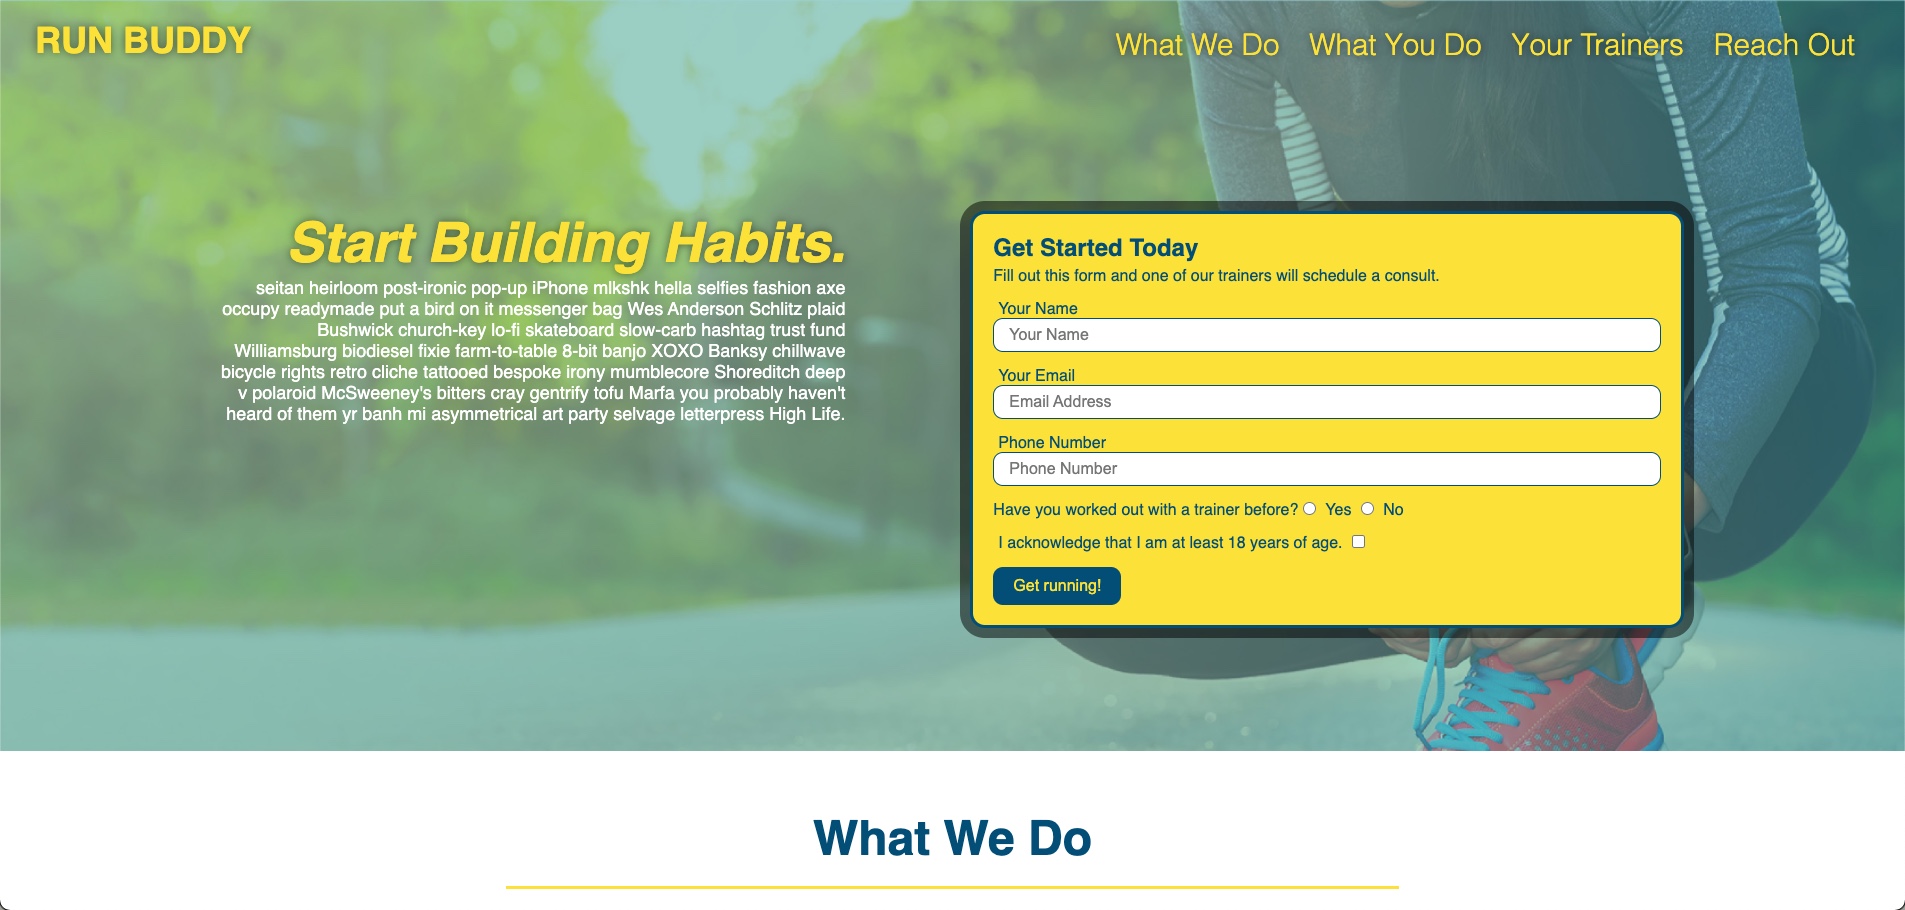 RUN BUDDY
What We Do
What You Do
Your Trainers
Reach Out
Start Building Habits.
seitan heirloom post-ironic pop-up iPhone mlkshk hella selfies fashion axe
occupy readymade put a bird on it messenger bag Wes Anderson Schlitz plaid
Bushwick church-key lo-fi skateboard slow-carb hashtag trust fund
Williamsburg biodiesel fixie farm-to-table 8-bit banjo XOXO Banksy chillwave
bicycle rights retro cliche tattooed bespoke irony mumblecore Shoreditch deep
v polaroid McSweeney's bitters cray gentrify tofu Marfa you probably haven't
heard of them yr banh mi asymmetrical art party selvage letterpress High Life.
Get Started Today
Fill out this form and one of our trainers will schedule a consult.
Your Name
Your Name
Your Email
Email Address
Phone Number
Phone Number
Have you worked out with a trainer before? Yes No
I acknowledge that I am at least 18 years of age.
Get running!
What We Do